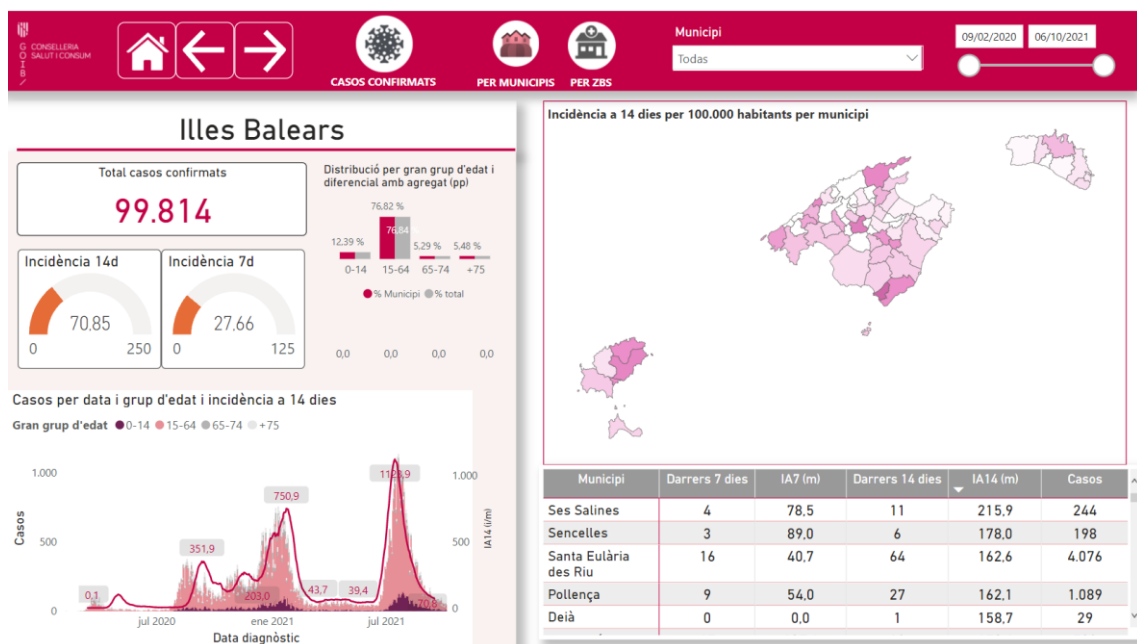 G
O
I
B
/
CONSELLERIA
SALUT I CONSUM
CASOS CONFIRMATS
PER MUNICIPIS
PER ZBS
Municipi
Todas
09/02/2020
06/10/2021
Illes Balears
Total casos confirmats
99.814
Incidència 14d
70.85
0
250
Incidència 7d
27.66
0
125
Distribució per gran grup d'edat i
diferencial amb agregat (pp)
12.39 %
76.82 %
76.84
5,29 %
5,48 %
0-14
15-64
65-74
+75
% Municipi
% total
0,0
0,0
0,0
0,0
Casos per data i grup d'edat i incidència a 14 dies
Gran grup d'edat
0-14
15-64
65-74
+75
Casos
1.000
500
0
0,1
351,9
203,0
750,9
43,7
39,4
70,8
1.000
500
0
IA14 (i/m)
jul 2020
ene 2021
jul 2021
Data diagnòstic
Incidència a 14 dies per 100.000 habitants per municipi
Municipi Darrers 7 dies IA7 (m) Darrers 14 dies IA14 (m) Casos
Ses Salines 4 78,5 11 215,9 244
Sencelles 3 89,0 6 178,0 198
Santa Eulària des Riu 16 40,7 64 162,6 4.076
Pollença 9 54,0 27 162,1 1.089
Deià 0 0,0 1 158,7 29